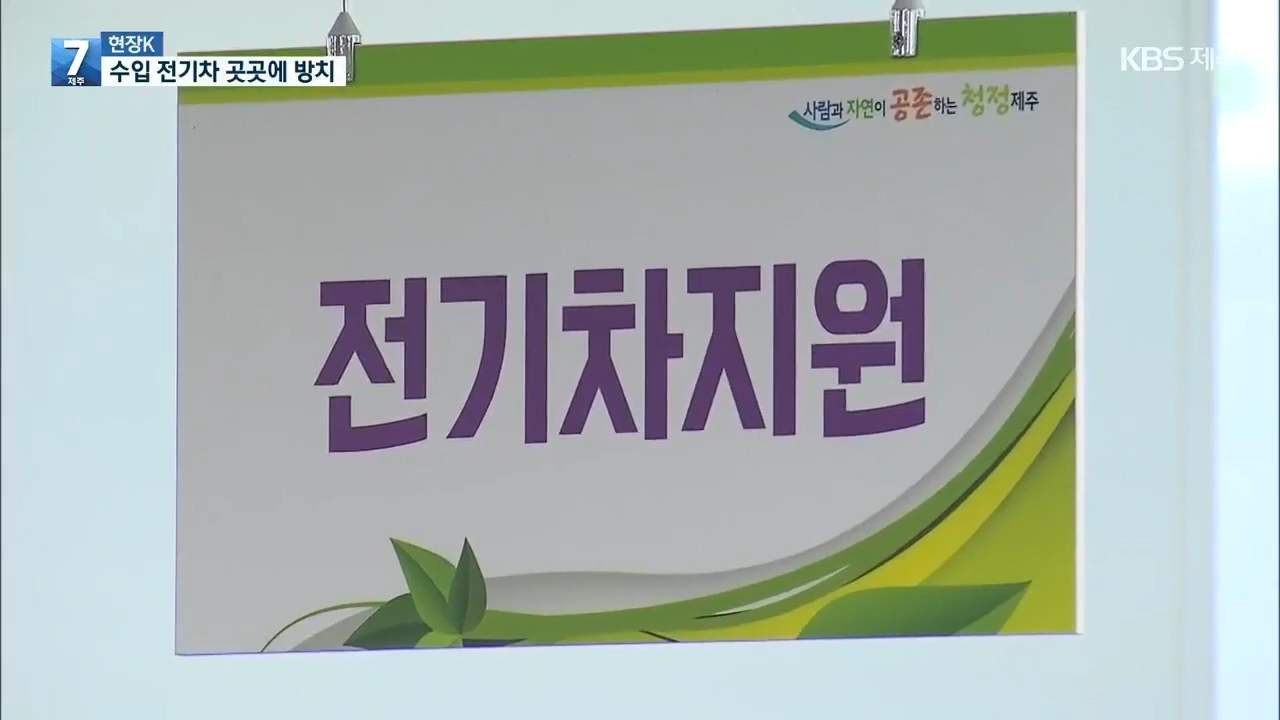 7
제주
현장K
수입 전기차 곳곳에 방치
KBS 제
사람과 자연이 공존하는 청정제주
전기차지원